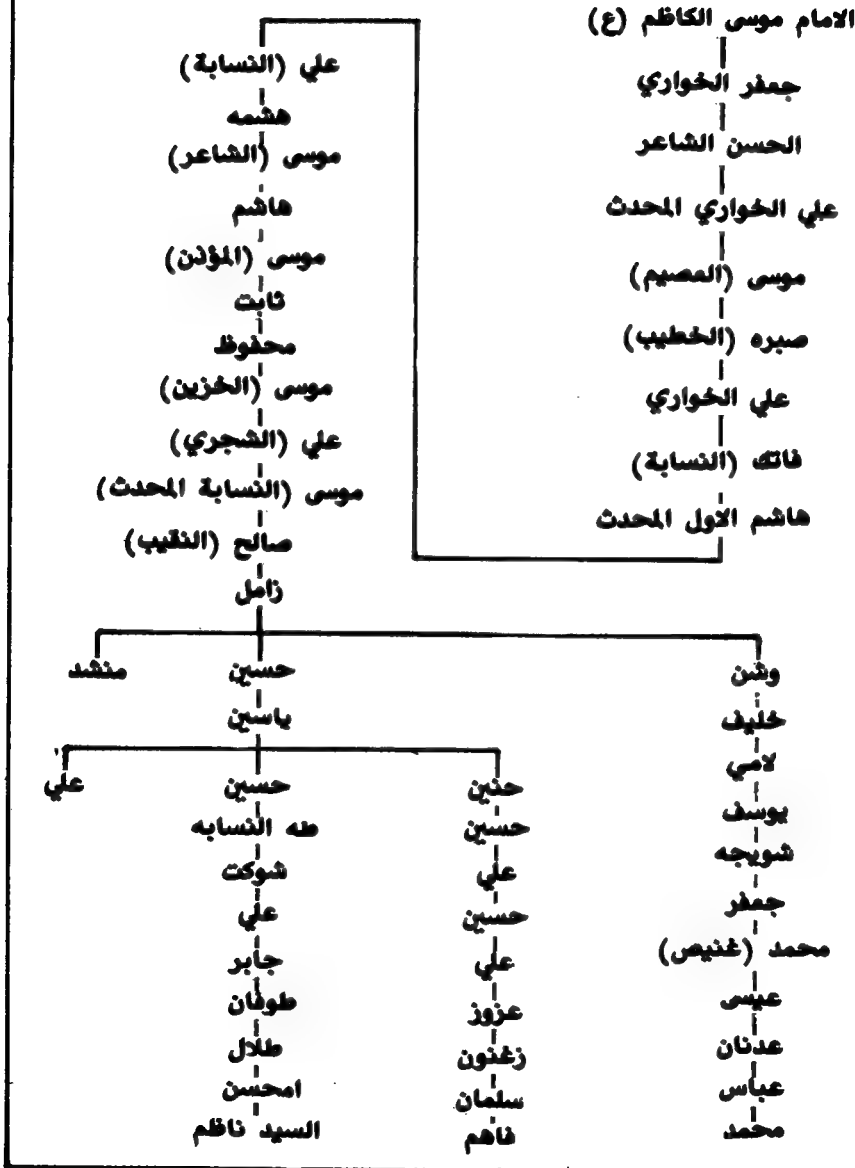 الامام موسى الكاظم (ع)
جعفر الخواري
الحسن الشاعر
علي الخواري المحدث
موسى (العصيم)
صبره (الخطيب)
علي الخواري
فاتك (النسابة)
هاشم الاول المحدث
علي (النسابة)
هشمه
موسى (الشاعر)
هاشم
موسى (المؤذن)
ثابت
محفوظ
موسى (الخزين)
علي (الشجري)
موسى (النسابة المحدث)
صالح (النقيب)
زامل
وشن
خليف
لامي
يوسف
شويجه
جعفر
محمد (غنيص)
عيسى
عدنان
عباس
محمد
حسين
ياسين
حنين
حسين
علي
حسين
علي
عزوز
زغنون
سلمان
فاهم
حسين
طه النسابه
شوكت
علي
جابر
طوفان
طلال
امحسن
السيد ناظم
علي
منشد